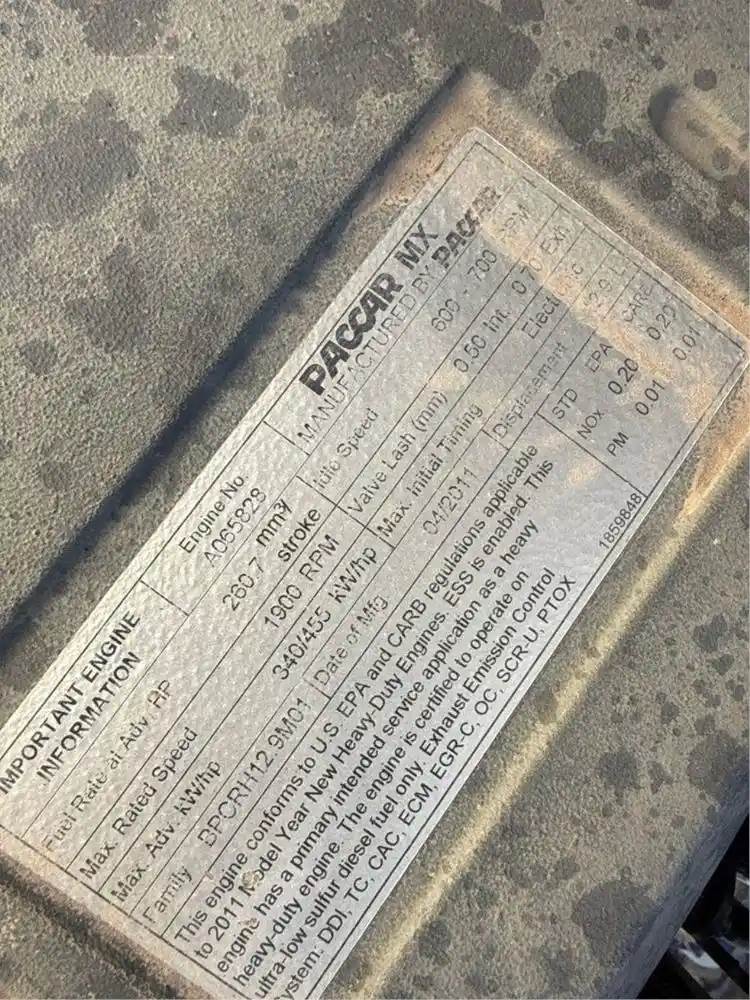 IMPORTANT ENGINE
INFORMATION
Engine No.
A065828
PACCAR MX
MANUFACTURED BY PACCAR
Fuel Rate at Adv. HP 260.7 mm³/
stroke
Idle Speed 600 - 700 RPM
Max. Rated Speed 1900 RPM
Valve Lash (mm) 0.50 Int. 0.70 Exh
Max. Adv. kW/hp 340/455 kW/hp
Max. Initial Timing Electronic
Family BPCRH12.9M01
Date of Mfg 04/2011
Displacement 12.9 L
STD EPA CARB
NOx 0.20 0.20
PM 0.01 0.01
This engine conforms to U.S. EPA and CARB regulations applicable
to 2011 Model Year New Heavy-Duty Engines. ESS is enabled. This
engine has a primary intended service application as a heavy
heavy-duty engine. The engine is certified to operate on
ultra-low sulfur diesel fuel only. Exhaust Emission Control
System: DDI, TC, CAC, ECM, EGR-C, OC, SCR-U, PTOX
1859848